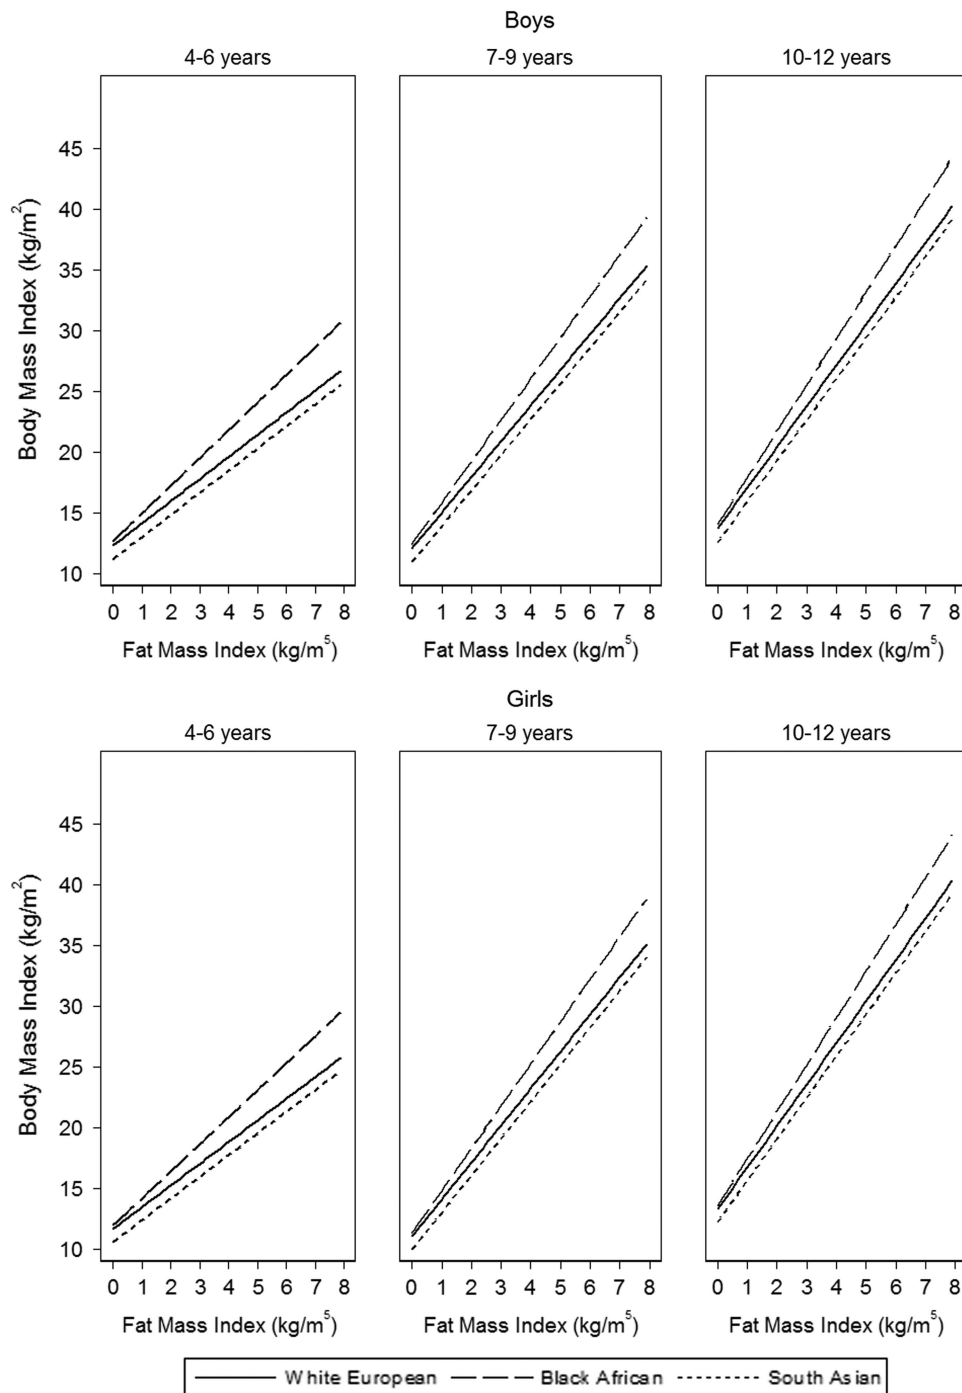 Boys
4-6 years 7-9 years 10-12 years
Body Mass Index (kg/m²)
45
40
35
30
25
20
15
10
0 1 2 3 4 5 6 7 8 0 1 2 3 4 5 6 7 8 0 1 2 3 4 5 6 7 8
Fat Mass Index (kg/m⁵) Fat Mass Index (kg/m⁵) Fat Mass Index (kg/m⁵)
Girls
4-6 years 7-9 years 10-12 years
Body Mass Index (kg/m²)
45
40
35
30
25
20
15
10
0 1 2 3 4 5 6 7 8 0 1 2 3 4 5 6 7 8 0 1 2 3 4 5 6 7 8
Fat Mass Index (kg/m⁵) Fat Mass Index (kg/m⁵) Fat Mass Index (kg/m⁵)
White European Black African South Asian